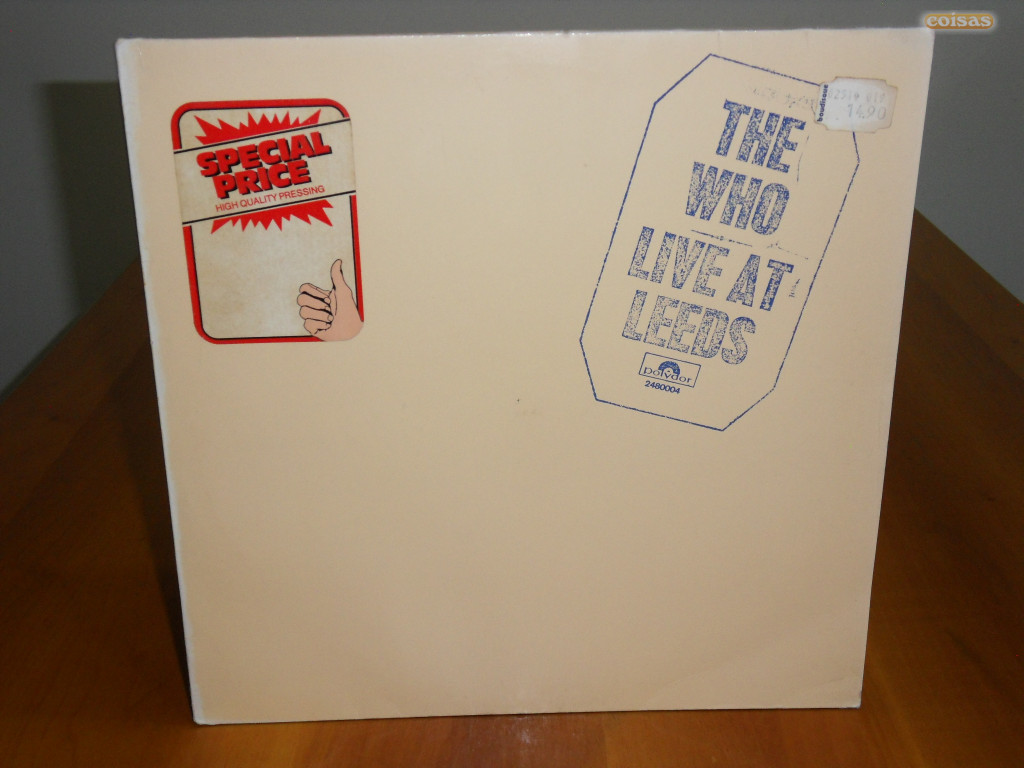 coisas
SPECIAL
PRICE
HIGH QUALITY PRESSING
14.90
THE
WHO
LIVE AT
LEEDS
polydor
2480004